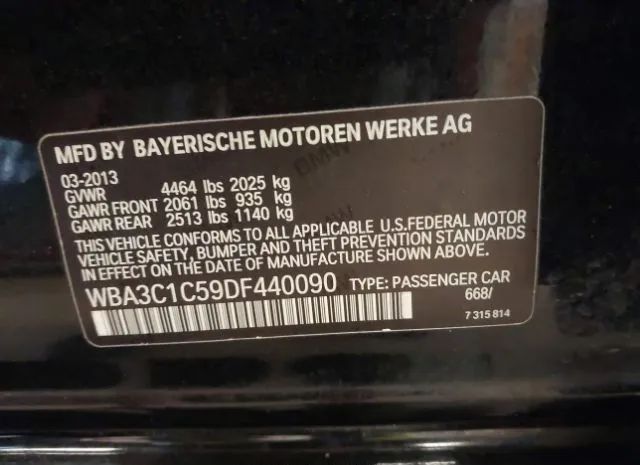 MFD BY BAYERISCHE MOTOREN WERKE AG
03-2013
GVWR 4464 lbs 2025 kg
GAWR FRONT 2061 lbs 935 kg
GAWR REAR 2513 lbs 1140 kg
THIS VEHICLE CONFORMS TO ALL APPLICABLE U.S.FEDERAL MOTOR
VEHICLE SAFETY, BUMPER AND THEFT PREVENTION STANDARDS
IN EFFECT ON THE DATE OF MANUFACTURE SHOWN ABOVE.
WBA3C1C59DF440090 TYPE: PASSENGER CAR
668/
7 315 814
BMW